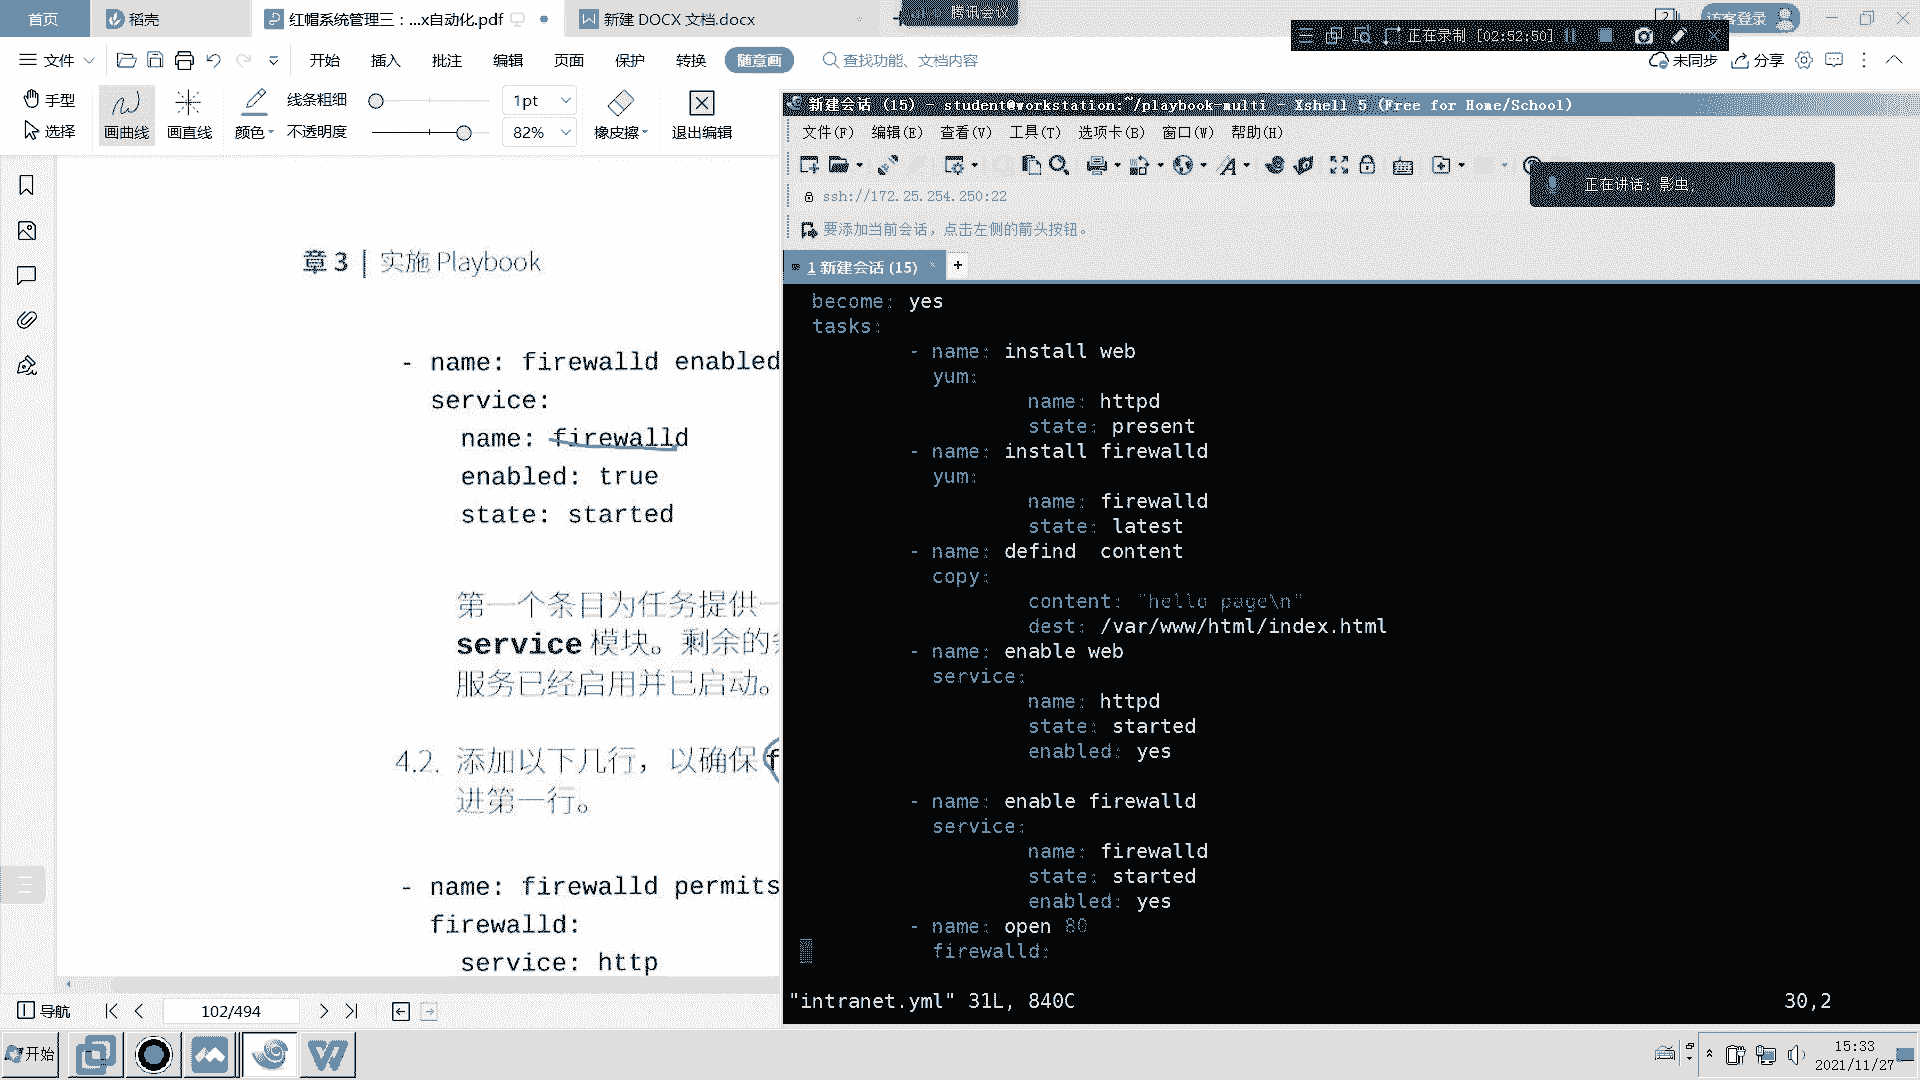 首页
稻壳
红帽系统管理三：...x自动化.pdf
新建 DOCX 文档.docx
腾讯会议
访客登录
正在录制 [02:52:50]
文件
开始
插入
批注
编辑
页面
保护
转换
随意画
查找功能、文档内容
未同步
分享
手型
选择
画曲线
画直线
颜色
线条粗细
1pt
不透明度
82%
橡皮擦
退出编辑
章 3 | 实施 Playbook
- name: firewalld enabled
service:
name: firewalld
enabled: true
state: started
第一个条目为任务提供一
service 模块。剩余的
服务已经启用并已启动。
4.2. 添加以下几行，以确保 f
进第一行。
- name: firewalld permits
firewalld:
service: http
导航
102/494
新建会话 (15) - student@workstation:~/playbook-multi - Xshell 5 (Free for Home/School)
文件(F) 编辑(E) 查看(V) 工具(T) 选项卡(B) 窗口(W) 帮助(H)
正在讲话: 影虫;
ssh://172.25.254.250:22
要添加当前会话，点击左侧的箭头按钮。
1 新建会话 (15)
become: yes
tasks:
- name: install web
yum:
name: httpd
state: present
- name: install firewalld
yum:
name: firewalld
state: latest
- name: defind  content
copy:
content: "hello page\n"
dest: /var/www/html/index.html
- name: enable web
service:
name: httpd
state: started
enabled: yes
- name: enable firewalld
service:
name: firewalld
state: started
enabled: yes
- name: open 80
firewalld:
"intranet.yml" 31L, 840C
30,2
开始
15:33
2021/11/27